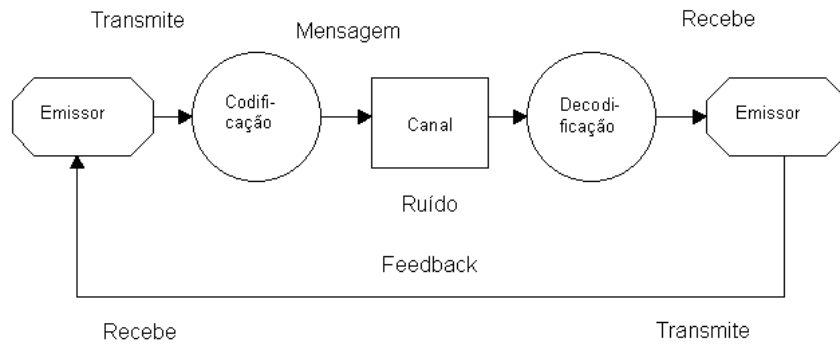 Transmite
Mensagem
Recebe
Emissor
Codifi-
cação
Canal
Decodi-
ficação
Emissor
Ruído
Feedback
Recebe
Transmite